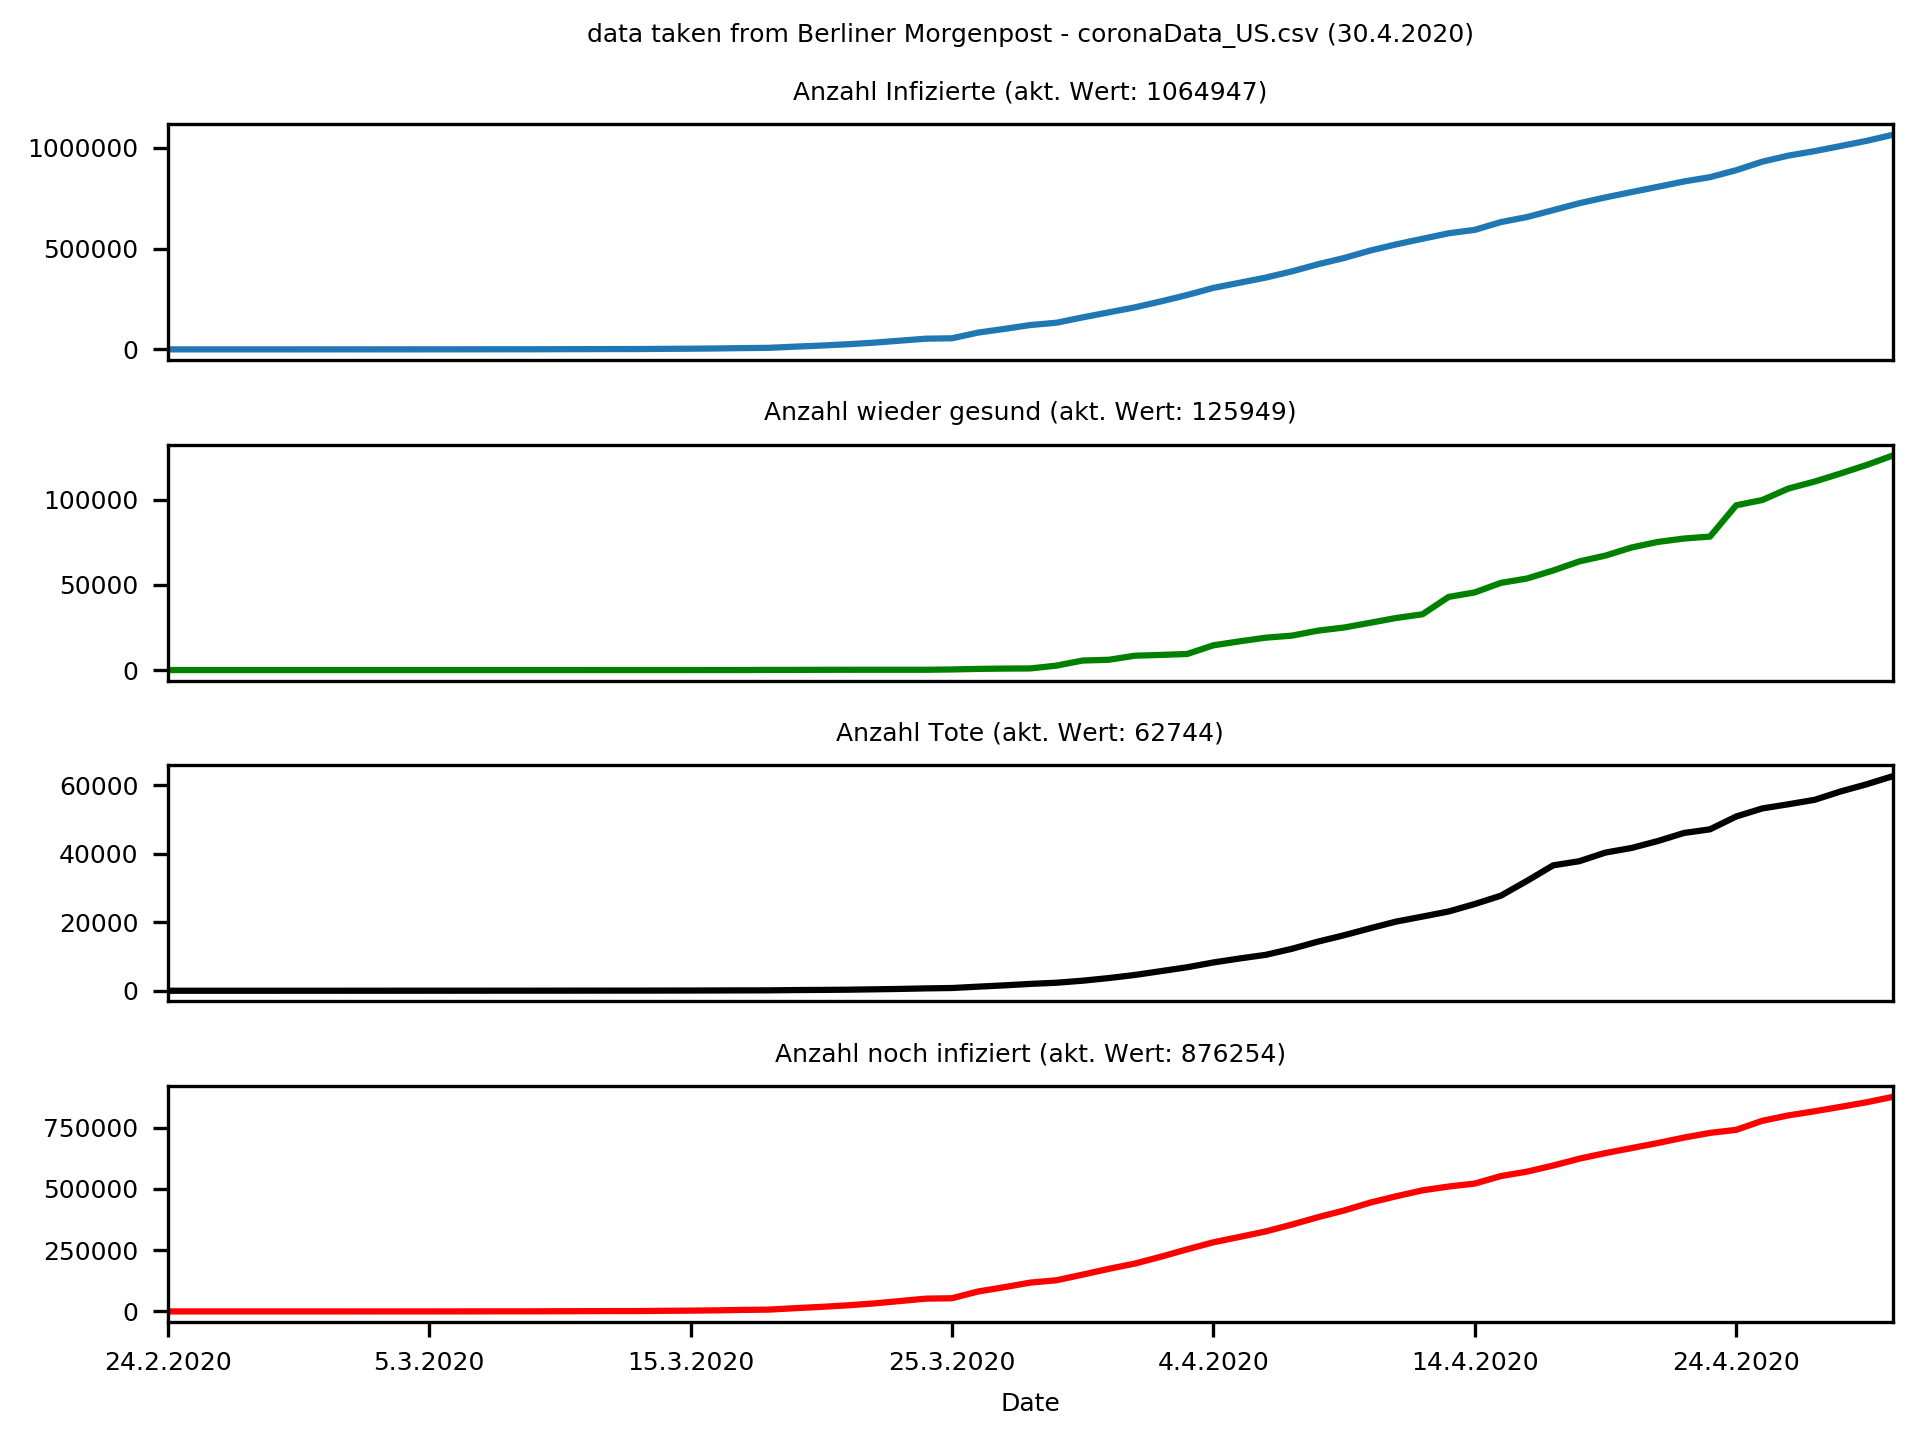 data taken from Berliner Morgenpost - coronaData_US.csv (30.4.2020)
Anzahl Infizierte (akt. Wert: 1064947)
1000000
500000
0
Anzahl wieder gesund (akt. Wert: 125949)
100000
50000
0
Anzahl Tote (akt. Wert: 62744)
60000
40000
20000
0
Anzahl noch infiziert (akt. Wert: 876254)
750000
500000
250000
0
24.2.2020 5.3.2020 15.3.2020 25.3.2020 4.4.2020 14.4.2020 24.4.2020
Date